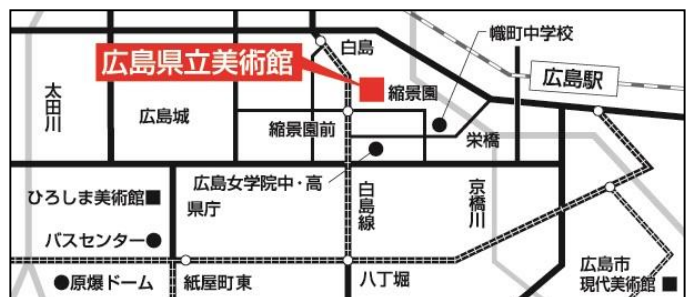 白島
幟町中学校
広島県立美術館
広島駅
太田川
広島城
縮景園
縮景園前
栄橋
広島女学院中・高
ひろしま美術館
県庁
白島線
京橋川
バスセンター
原爆ドーム
紙屋町東
八丁堀
広島市
現代美術館